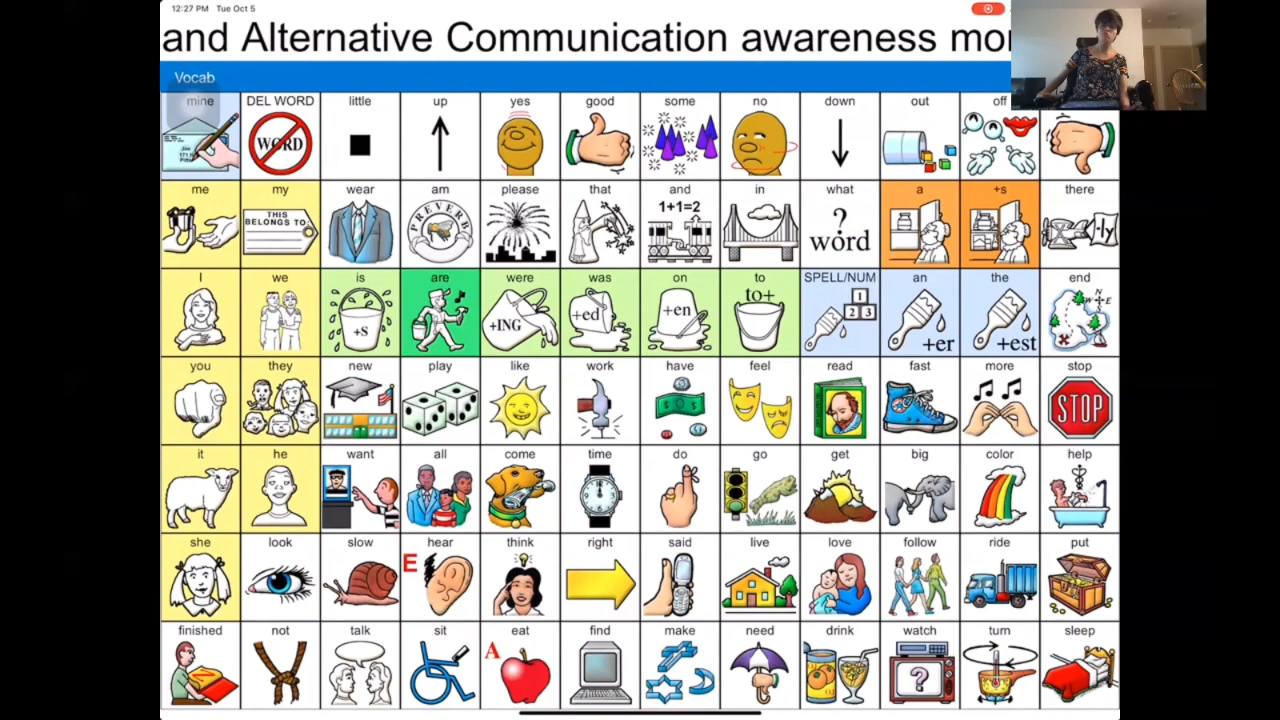 12:27 PM Tue Oct 5
and Alternative Communication awareness mo
Vocab
mine DEL WORD little up yes good some no down out off
WORD
me my wear am please that and in what a +s there
THIS BELONGS TO PREVERB 1+1=2 ? word -ly
I we is are were was on to SPELL/NUM an the end
+S +ING +ed +en to+ 1 2 3 +er +est N W E
you they new play like work have feel read fast more stop
STOP
it he want all come time do go get big color help
she look slow hear think right said live love follow ride put
E
finished not talk sit eat find make need drink watch turn sleep
A ?